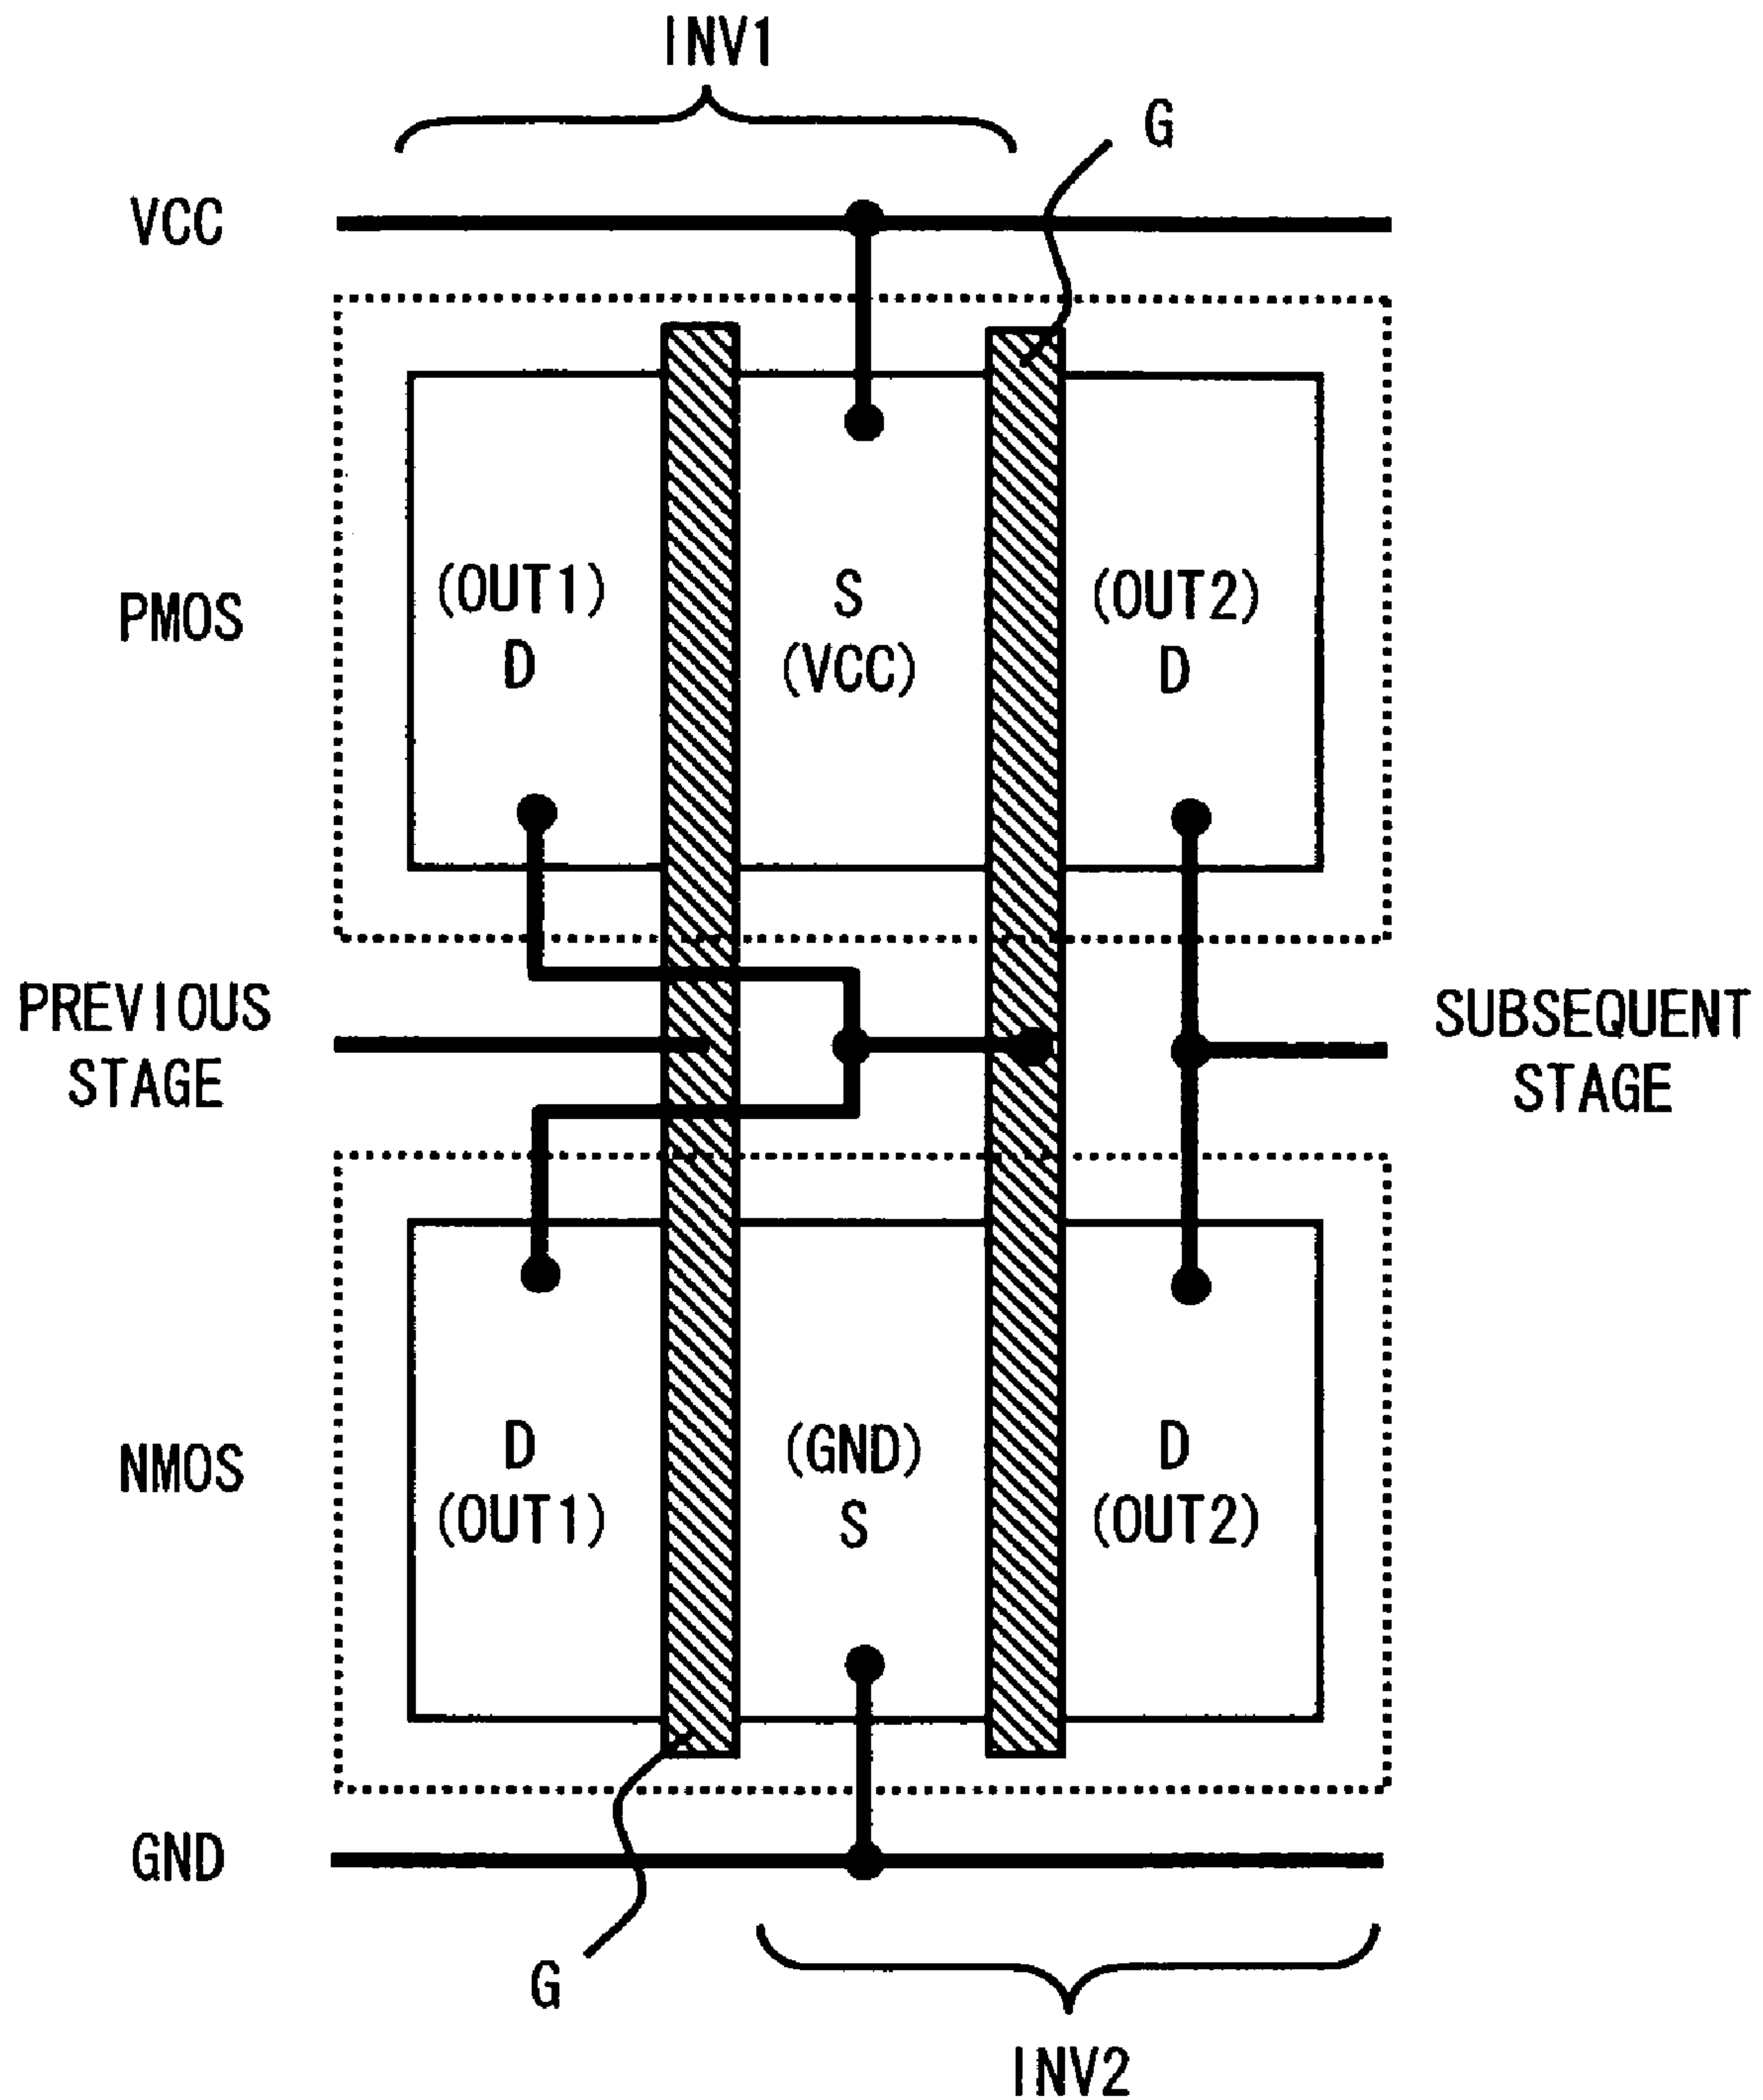 INV1
G
VCC
PMOS
(OUT1)
D
S
(VCC)
(OUT2)
D
PREVIOUS
STAGE
SUBSEQUENT
STAGE
NMOS
D
(OUT1)
(GND)
S
D
(OUT2)
GND
G
INV2